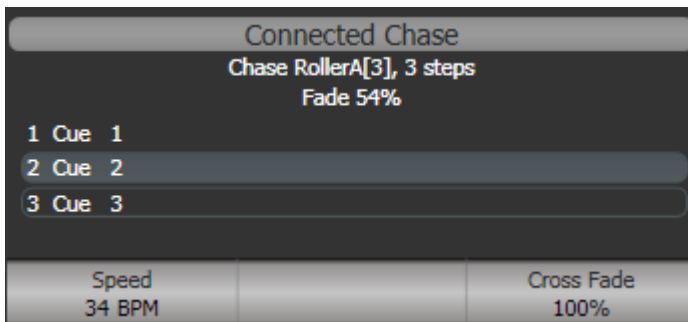 Connected Chase
Chase RollerA[3], 3 steps
Fade 54%
1 Cue 1
2 Cue 2
3 Cue 3
Speed
34 BPM
Cross Fade
100%